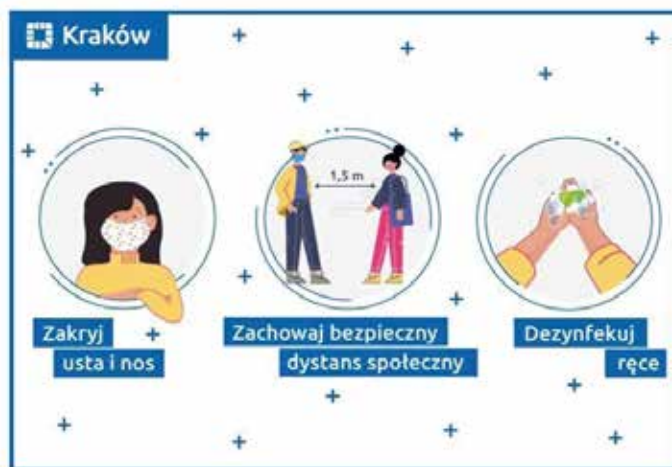 Kraków
1,5 m
Zakryj
usta i nos
Zachowaj bezpieczny
dystans społeczny
Dezynfekuj
ręce